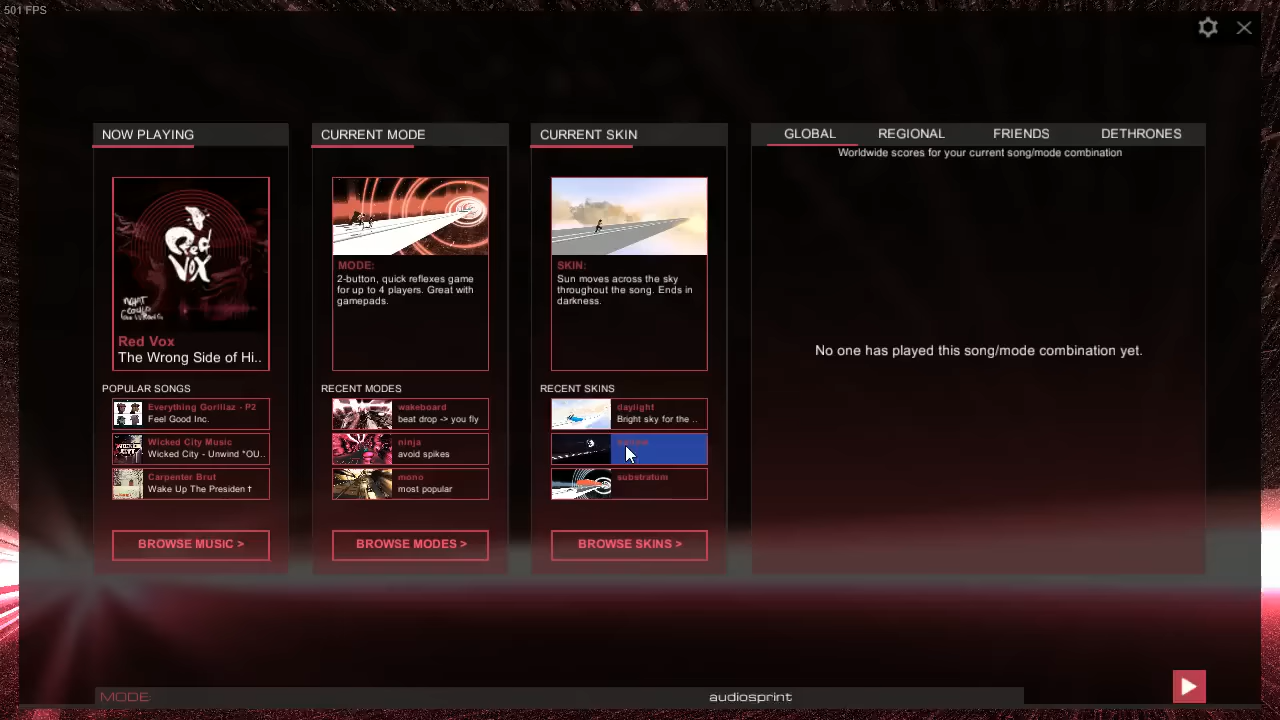 501 FPS
NOW PLAYING
Red
VOX
Red Vox
The Wrong Side of Hi..
POPULAR SONGS
Everything Gorillaz - P2
Feel Good Inc.
Wicked City Music
Wicked City - Unwind *OU..
Carpenter Brut
Wake Up The Presiden †
BROWSE MUSIC >
CURRENT MODE
MODE:
2-button, quick reflexes game
for up to 4 players. Great with
gamepads.
RECENT MODES
wakeboard
beat drop -> you fly
ninja
avoid spikes
mono
most popular
BROWSE MODES >
CURRENT SKIN
SKIN:
Sun moves across the sky
throughout the song. Ends in
darkness.
RECENT SKINS
daylight
Bright sky for the ..
substratum
BROWSE SKINS >
GLOBAL
REGIONAL
FRIENDS
DETHRONES
Worldwide scores for your current song/mode combination
No one has played this song/mode combination yet.
MODE:
audiosprint